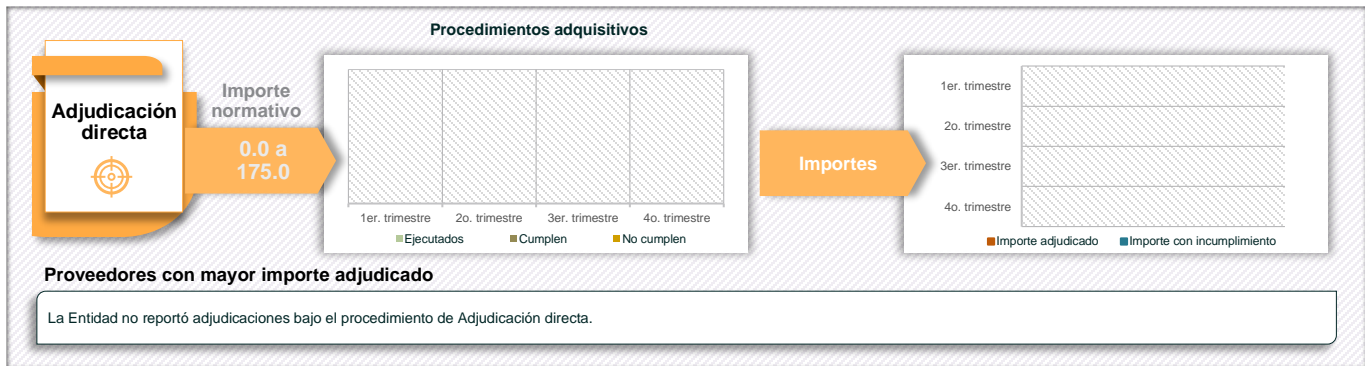 Procedimientos adquisitivos
Adjudicación
directa
Importe
normativo
0.0 a
175.0
1er. trimestre
2o. trimestre
3er. trimestre
4o. trimestre
Ejecutados
Cumplen
No cumplen
Importes
1er. trimestre
2o. trimestre
3er. trimestre
4o. trimestre
Importe adjudicado
Importe con incumplimiento
Proveedores con mayor importe adjudicado
La Entidad no reportó adjudicaciones bajo el procedimiento de Adjudicación directa.